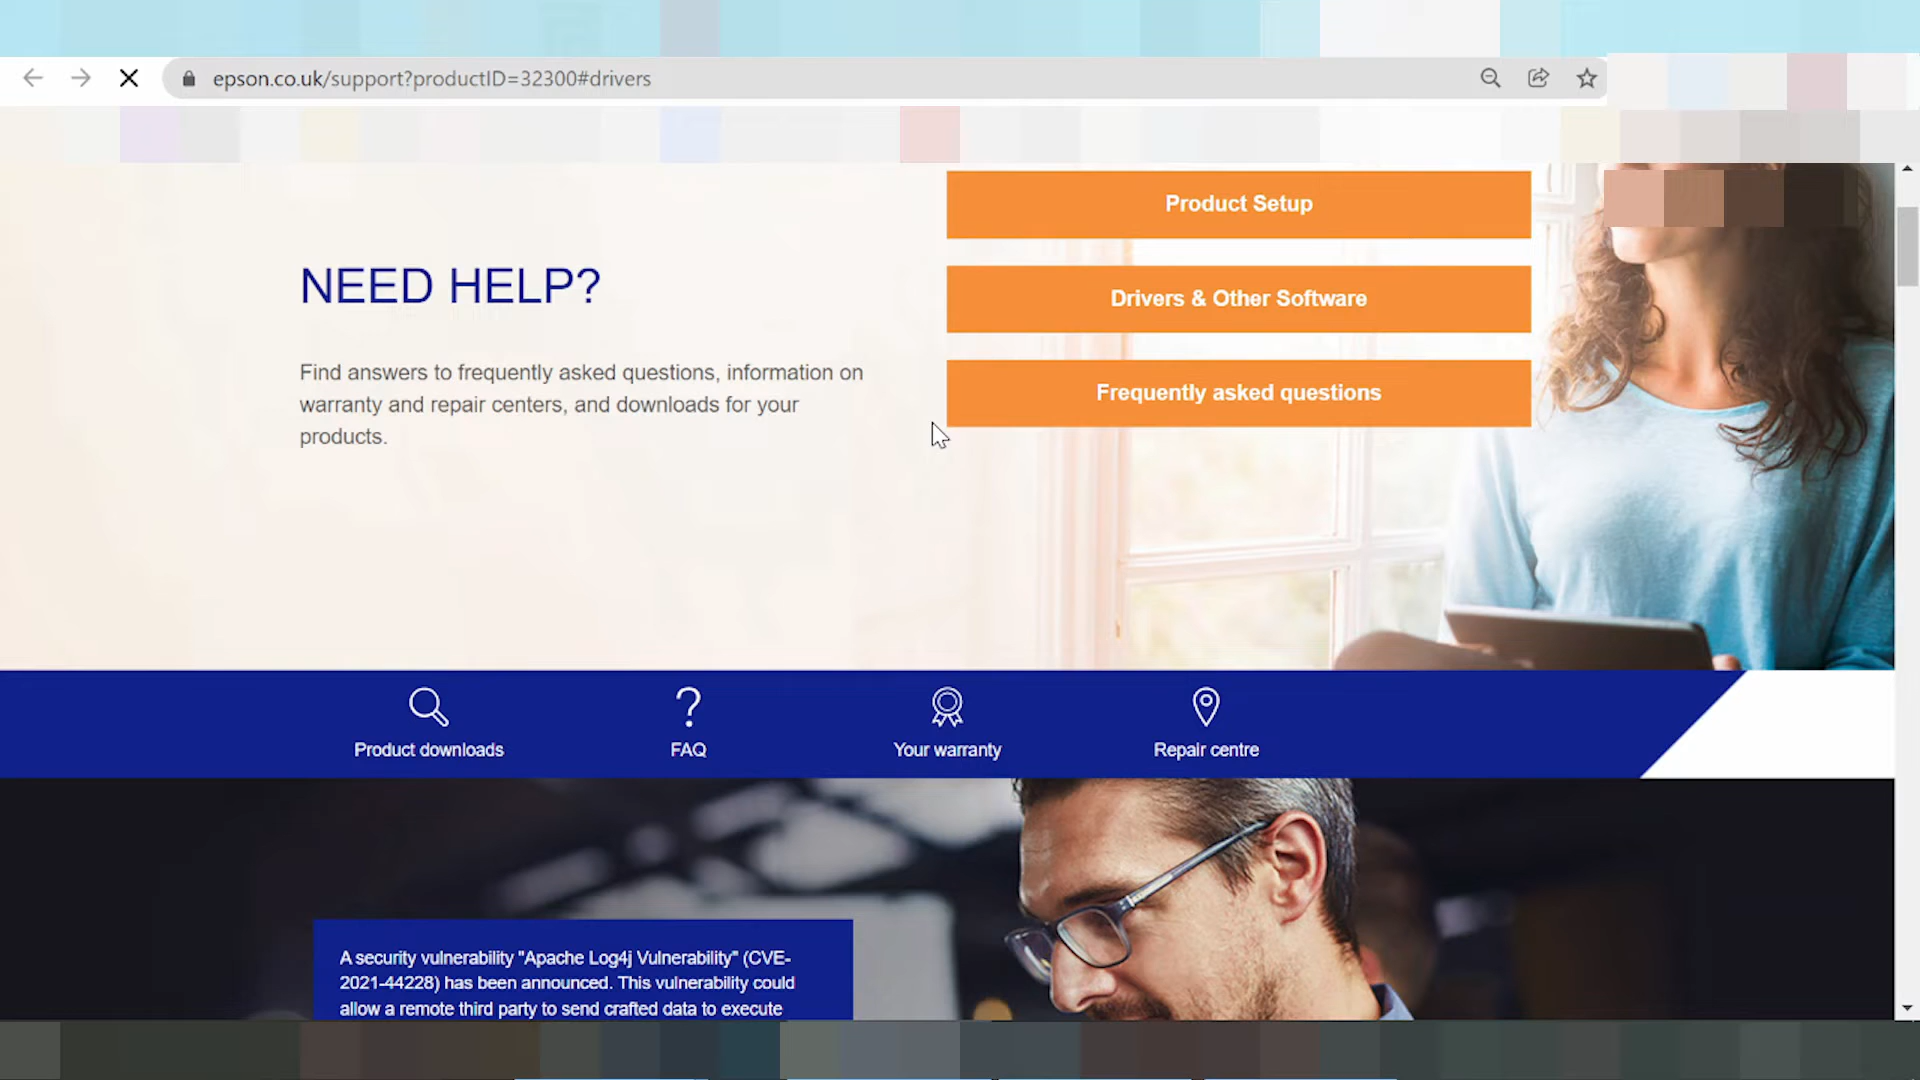 epson.co.uk/support?productID=32300#drivers
Product Setup
NEED HELP?
Drivers & Other Software
Find answers to frequently asked questions, information on
warranty and repair centers, and downloads for your
products.
Frequently asked questions
Product downloads
FAQ
Your warranty
Repair centre
A security vulnerability "Apache Log4j Vulnerability" (CVE-
2021-44228) has been announced. This vulnerability could
allow a remote third party to send crafted data to execute